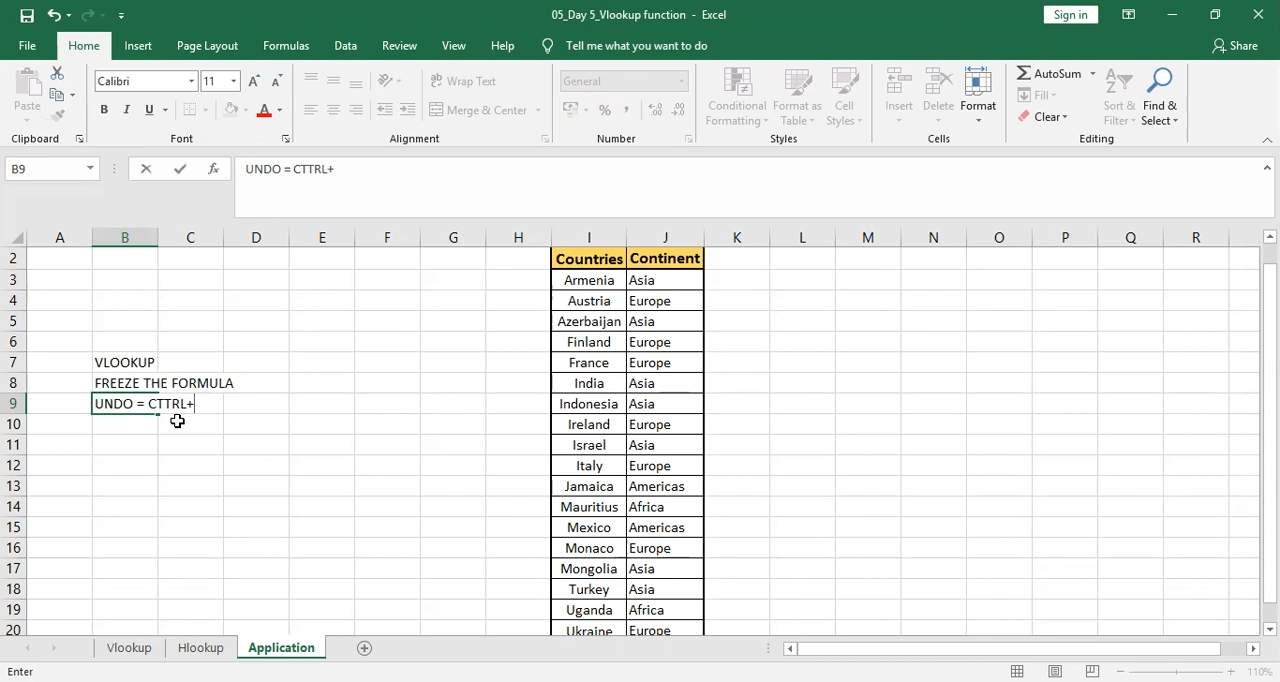 05_Day 5_Vlookup function - Excel
Sign in
File Home Insert Page Layout Formulas Data Review View Help Tell me what you want to do Share
Paste
Calibri 11
B I U A
Wrap Text
Merge & Center
General
% ,
Conditional Formatting
Format as Table
Cell Styles
Insert
Delete
Format
AutoSum
Fill
Clear
Sort & Filter
Find & Select
Clipboard Font Alignment Number Styles Cells Editing
B9 fx UNDO = CTTRL+
A B C D E F G H I J K L M N O P Q R
2 Countries Continent
3 Armenia Asia
4 Austria Europe
5 Azerbaijan Asia
6 Finland Europe
7 VLOOKUP France Europe
8 FREEZE THE FORMULA India Asia
9 UNDO = CTTRL+ Indonesia Asia
10 Ireland Europe
11 Israel Asia
12 Italy Europe
13 Jamaica Americas
14 Mauritius Africa
15 Mexico Americas
16 Monaco Europe
17 Mongolia Asia
18 Turkey Asia
19 Uganda Africa
20 Ukraine Europe
Vlookup Hlookup Application
Enter 110%